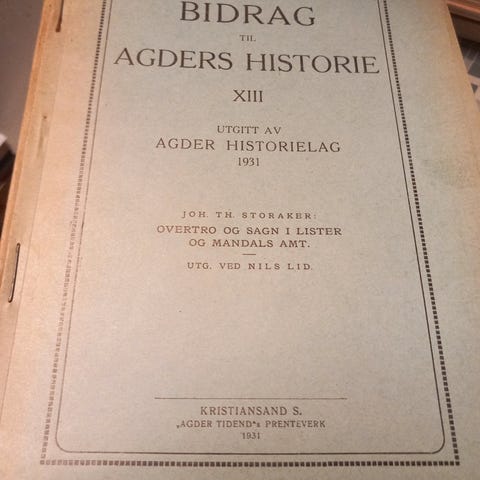 BIDRAG
TIL
AGDERS HISTORIE
XIII
UTGITT AV
AGDER HISTORIELAG
1931
JOH. TH. STORAKER:
OVERTRO OG SAGN I LISTER
OG MANDALS AMT.
UTG. VED NILS LID.
KRISTIANSAND S.
„AGDER TIDEND"s PRENTEVERK
1931